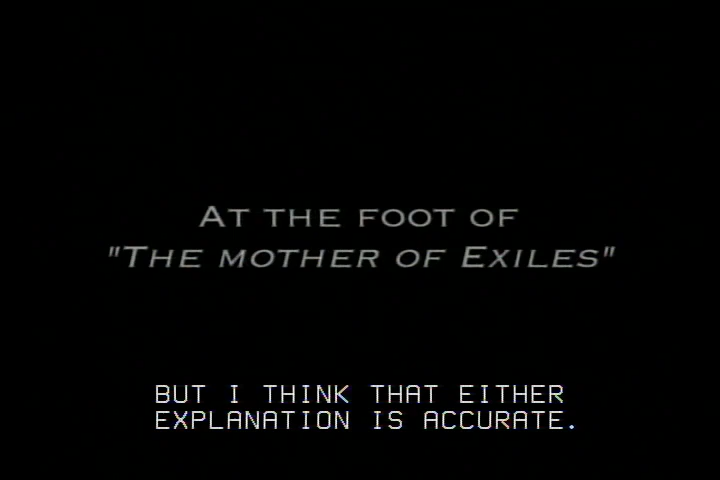 AT THE FOOT OF
"THE MOTHER OF EXILES"
BUT I THINK THAT EITHER
EXPLANATION IS ACCURATE.